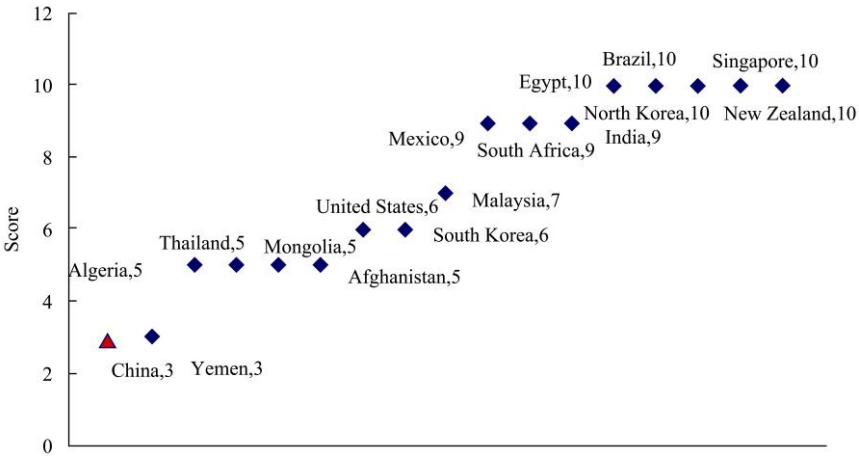 12
Brazil,10
Singapore,10
Egypt,10
10
North Korea,10
New Zealand,10
Mexico,9
India,9
South Africa,9
8
United States,6
Malaysia,7
Score
6
Thailand,5
Mongolia,5
South Korea,6
Algeria,5
Afghanistan,5
4
China,3
Yemen,3
2
0